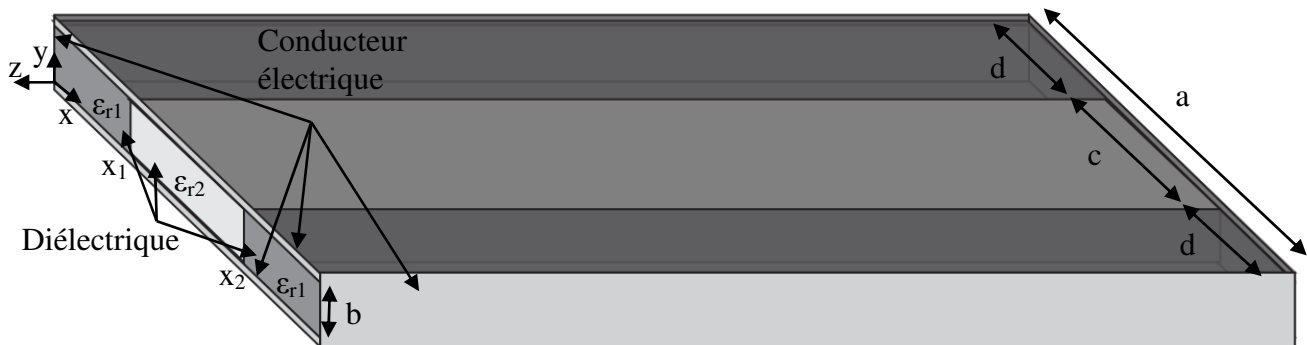 Conducteur
électrique
y
z
x
εr1
x1
εr2
Diélectrique
x2
εr1
b
d
c
d
a